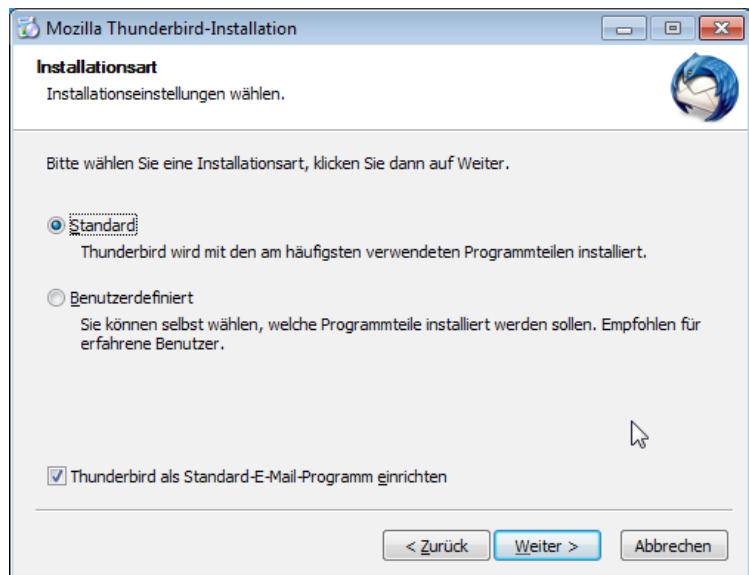 Mozilla Thunderbird-Installation
Installationsart
Installationseinstellungen wählen.
Bitte wählen Sie eine Installationsart, klicken Sie dann auf Weiter.
Standard
Thunderbird wird mit den am häufigsten verwendeten Programmteilen installiert.
Benutzerdefiniert
Sie können selbst wählen, welche Programmteile installiert werden sollen. Empfohlen für
erfahrene Benutzer.
Thunderbird als Standard-E-Mail-Programm einrichten
< Zurück Weiter > Abbrechen